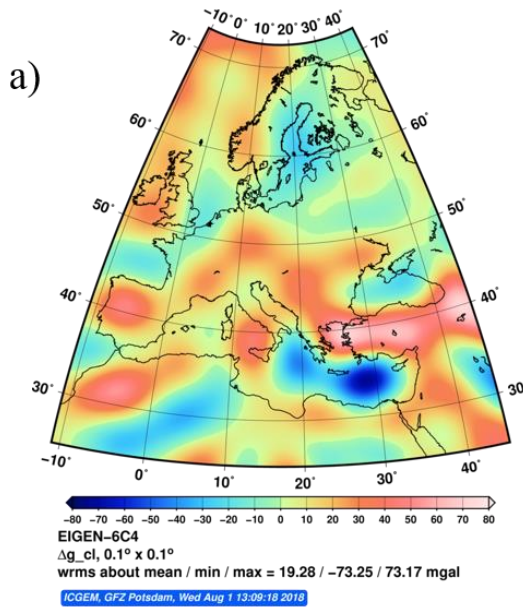 a)
−10° 0° 10° 20° 30° 40°
70° 70°
60° 60°
50° 50°
40° 40°
30° 30°
−10° 0° 10° 20° 30° 40°
−80 −70 −60 −50 −40 −30 −20 −10 0 10 20 30 40 50 60 70 80
EIGEN−6C4
Δg_cl, 0.1° x 0.1°
wrms about mean / min / max = 19.28 / −73.25 / 73.17 mgal
ICGEM, GFZ Potsdam, Wed Aug 1 13:09:18 2018